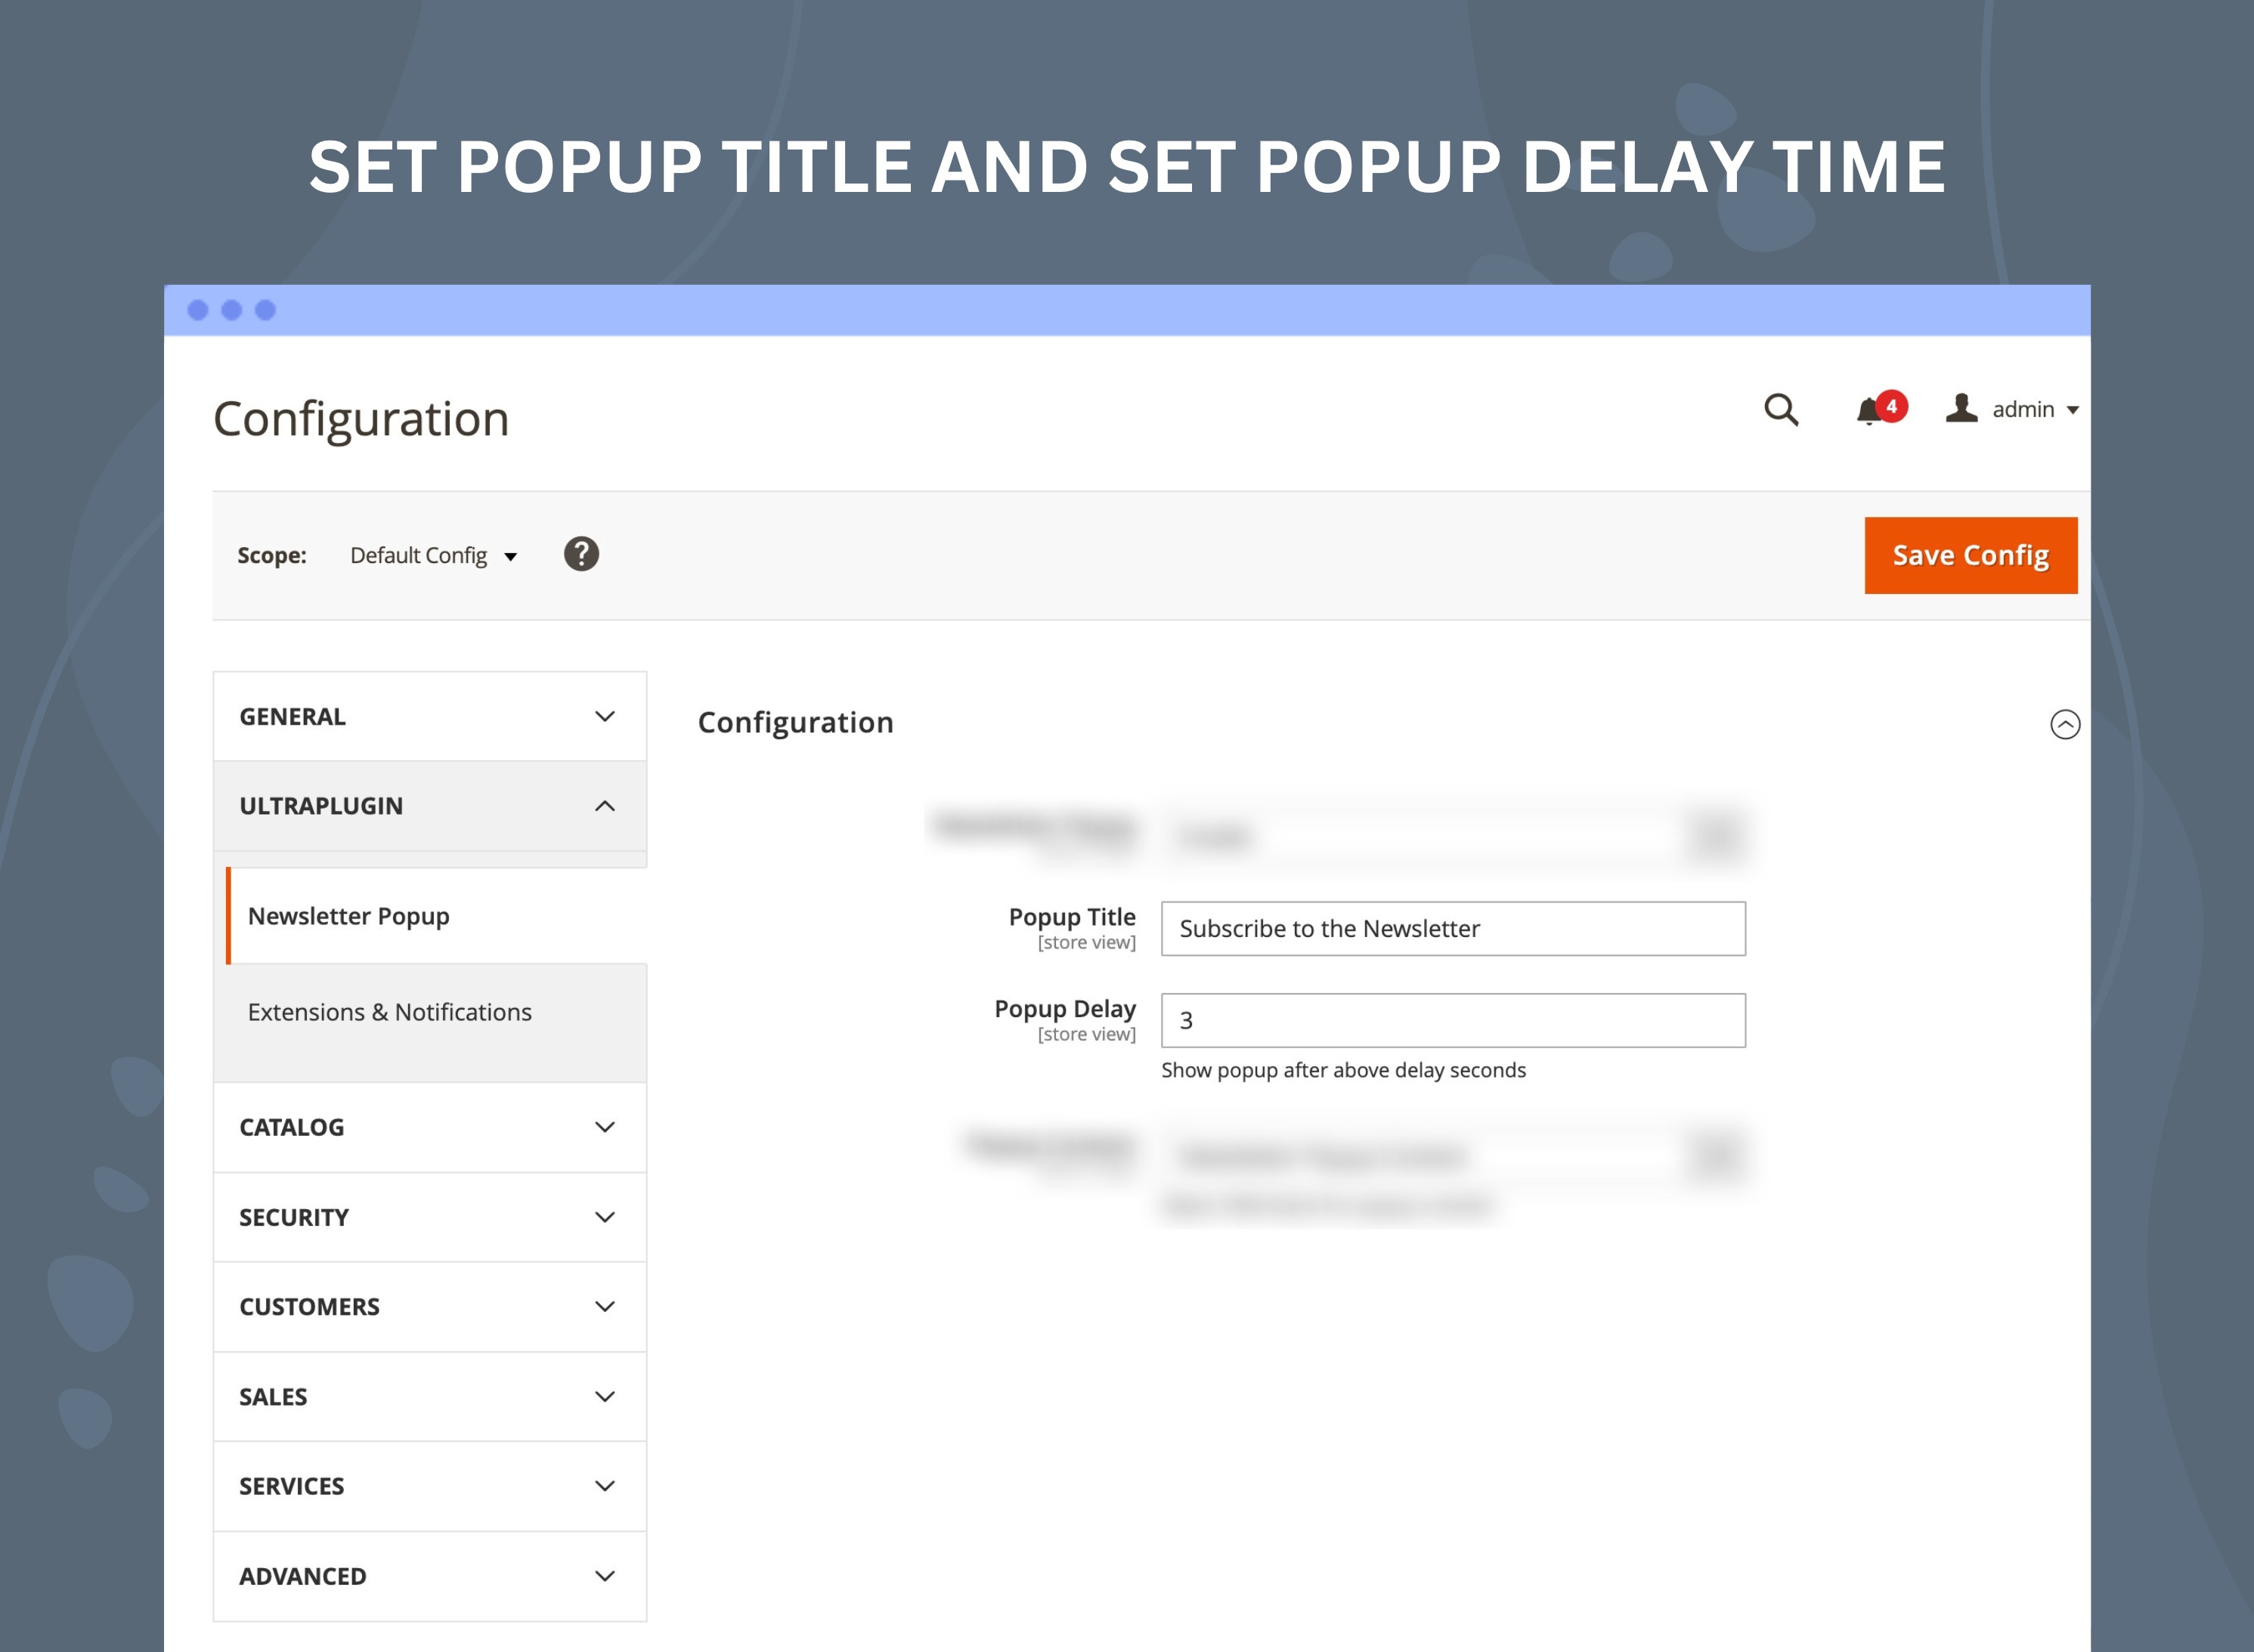 SET POPUP TITLE AND SET POPUP DELAY TIME
Configuration
4
admin
Scope:
Default Config
?
Save Config
GENERAL
ULTRAPLUGIN
Newsletter Popup
Extensions & Notifications
CATALOG
SECURITY
CUSTOMERS
SALES
SERVICES
ADVANCED
Configuration
Popup Title
[store view]
Subscribe to the Newsletter
Popup Delay
[store view]
3
Show popup after above delay seconds